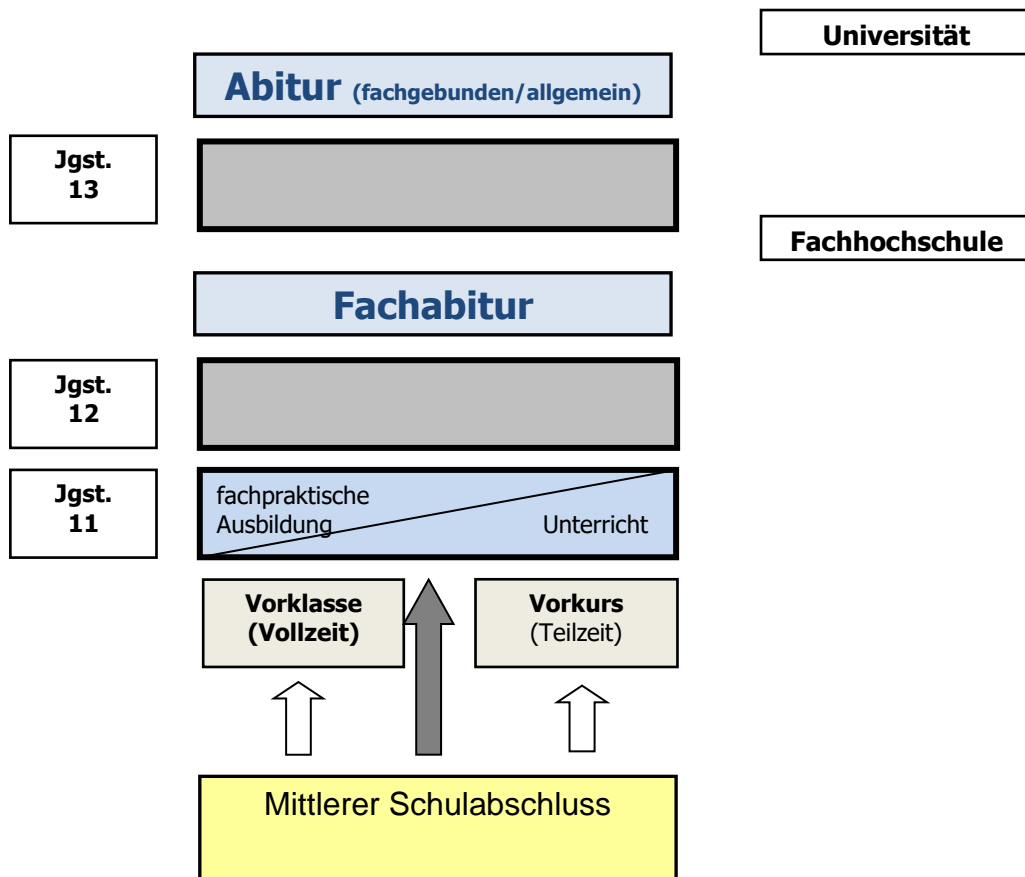 Universität
Abitur (fachgebunden/allgemein)
Jgst.
13
Fachhochschule
Fachabitur
Jgst.
12
Jgst.
11
fachpraktische
Ausbildung
Unterricht
Vorklasse
(Vollzeit)
Vorkurs
(Teilzeit)
Mittlerer Schulabschluss